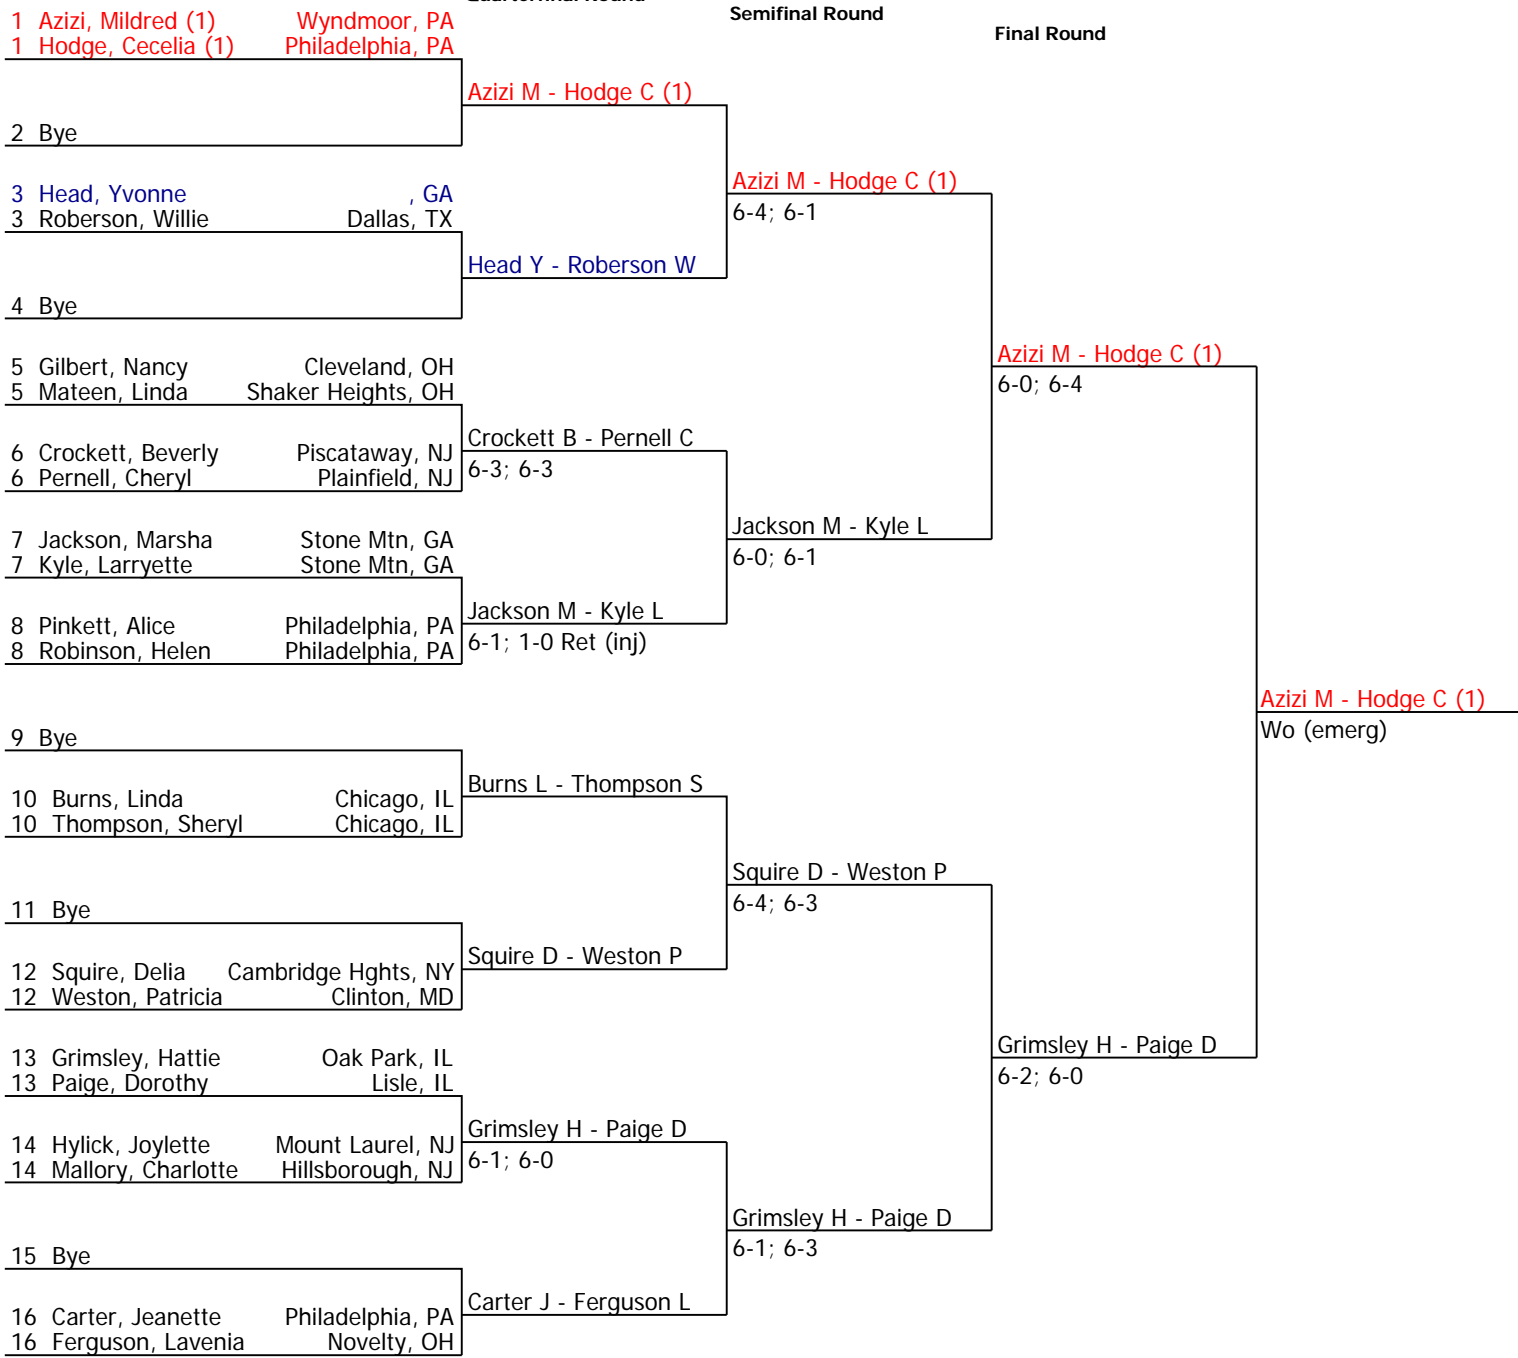 Semifinal Round
Final Round
1 Azizi, Mildred (1) Wyndmoor, PA
1 Hodge, Cecelia (1) Philadelphia, PA
Azizi M - Hodge C (1)
2 Bye
Azizi M - Hodge C (1)
6-4; 6-1
3 Head, Yvonne , GA
3 Roberson, Willie Dallas, TX
Head Y - Roberson W
4 Bye
Azizi M - Hodge C (1)
6-0; 6-4
5 Gilbert, Nancy Cleveland, OH
5 Mateen, Linda Shaker Heights, OH
Crockett B - Pernell C
6-3; 6-3
6 Crockett, Beverly Piscataway, NJ
6 Pernell, Cheryl Plainfield, NJ
Jackson M - Kyle L
6-0; 6-1
7 Jackson, Marsha Stone Mtn, GA
7 Kyle, Larryette Stone Mtn, GA
Jackson M - Kyle L
6-1; 1-0 Ret (inj)
8 Pinkett, Alice Philadelphia, PA
8 Robinson, Helen Philadelphia, PA
Azizi M - Hodge C (1)
Wo (emerg)
9 Bye
Burns L - Thompson S
10 Burns, Linda Chicago, IL
10 Thompson, Sheryl Chicago, IL
Squire D - Weston P
6-4; 6-3
11 Bye
Squire D - Weston P
12 Squire, Delia Cambridge Hghts, NY
12 Weston, Patricia Clinton, MD
Grimsley H - Paige D
6-2; 6-0
13 Grimsley, Hattie Oak Park, IL
13 Paige, Dorothy Lisle, IL
Grimsley H - Paige D
6-1; 6-0
14 Hylick, Joylette Mount Laurel, NJ
14 Mallory, Charlotte Hillsborough, NJ
Grimsley H - Paige D
6-1; 6-3
15 Bye
Carter J - Ferguson L
16 Carter, Jeanette Philadelphia, PA
16 Ferguson, Lavenia Novelty, OH